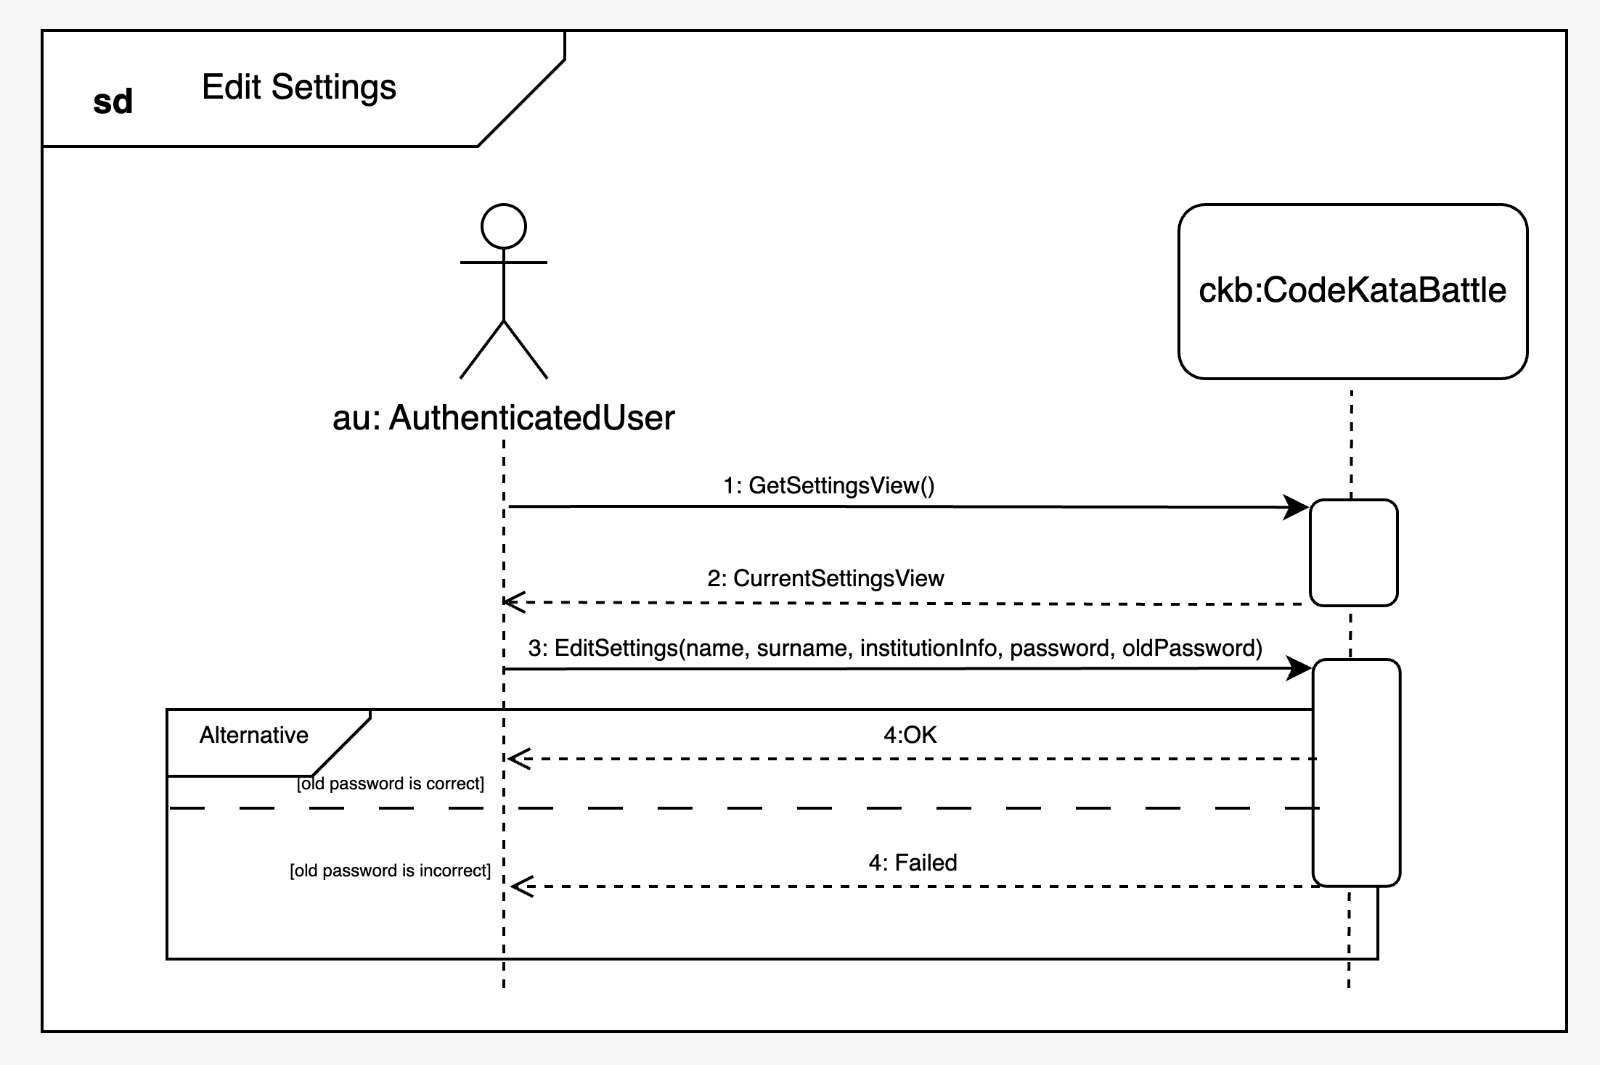 sd
Edit Settings
ckb:CodeKataBattle
au: AuthenticatedUser
1: GetSettingsView()
2: CurrentSettingsView
3: EditSettings(name, surname, institutionInfo, password, oldPassword)
Alternative
4:OK
[old password is correct]
4: Failed
[old password is incorrect]